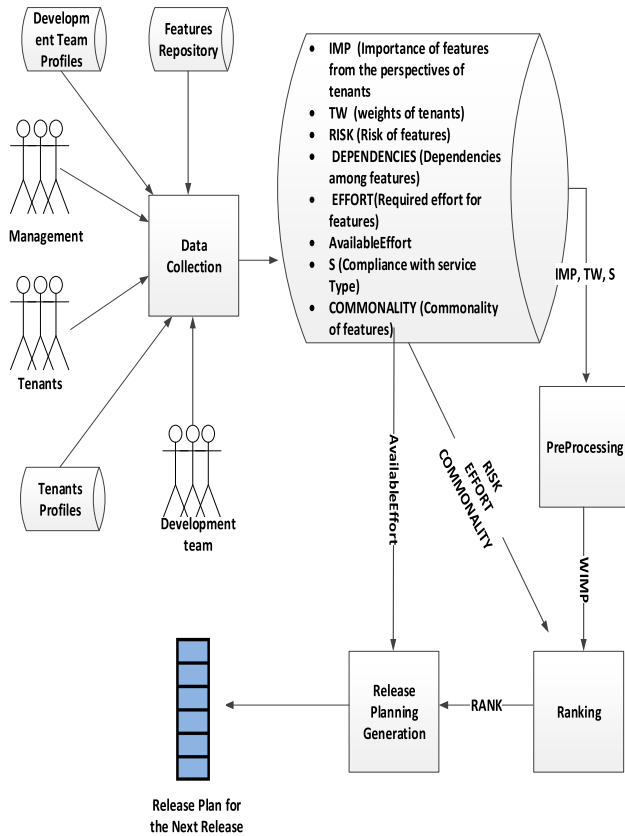 Developm
ent Team
Profiles
Features
Repository
• IMP (Importance of features
from the perspectives of
tenants
• TW (weights of tenants)
• RISK (Risk of features)
• DEPENDENCIES (Dependencies
among features)
• EFFORT(Required effort for
features)
• AvailableEffort
• S (Compliance with service
Type)
• COMMONALITY (Commonality
of features)
Management
Data
Collection
IMP, TW, S
Tenants
PreProcessing
Tenants
Profiles
Development
team
AvailableEffort
RISK
EFFORT
COMMONALITY
WIMP
Release
Planning
Generation
RANK
Ranking
Release Plan for
the Next Release